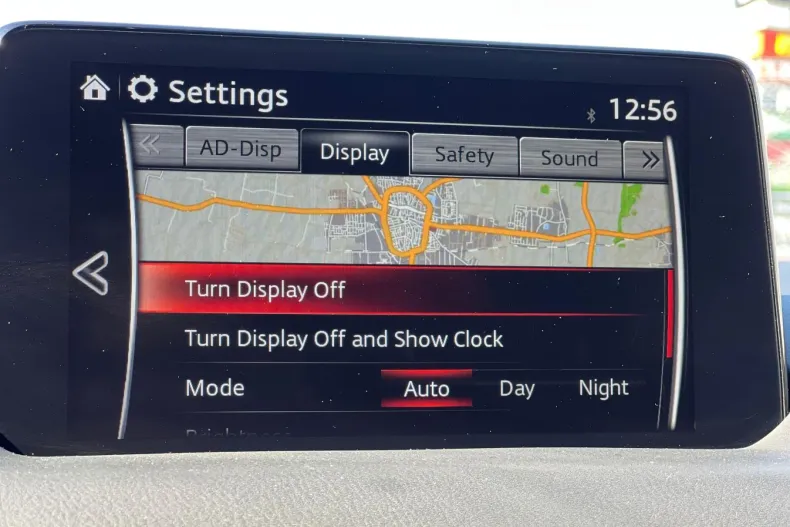 Settings
12:56
AD-Disp Display Safety Sound
Turn Display Off
Turn Display Off and Show Clock
Mode Auto Day Night
Brightness